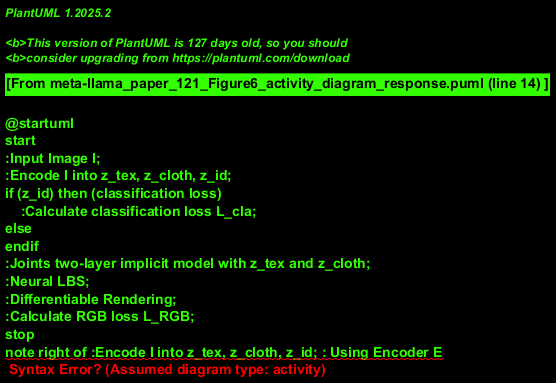 PlantUML 1.2025.2
<b>This version of PlantUML is 127 days old, so you should
<b>consider upgrading from https://plantuml.com/download
[From meta-llama_paper_121_Figure6_activity_diagram_response.puml (line 14) ]
@startuml
start
:Input Image I;
:Encode I into z_tex, z_cloth, z_id;
if (z_id) then (classification loss)
    :Calculate classification loss L_cla;
else
endif
:Joints two-layer implicit model with z_tex and z_cloth;
:Neural LBS;
:Differentiable Rendering;
:Calculate RGB loss L_RGB;
stop
note right of :Encode I into z_tex, z_cloth, z_id; : Using Encoder E
Syntax Error? (Assumed diagram type: activity)